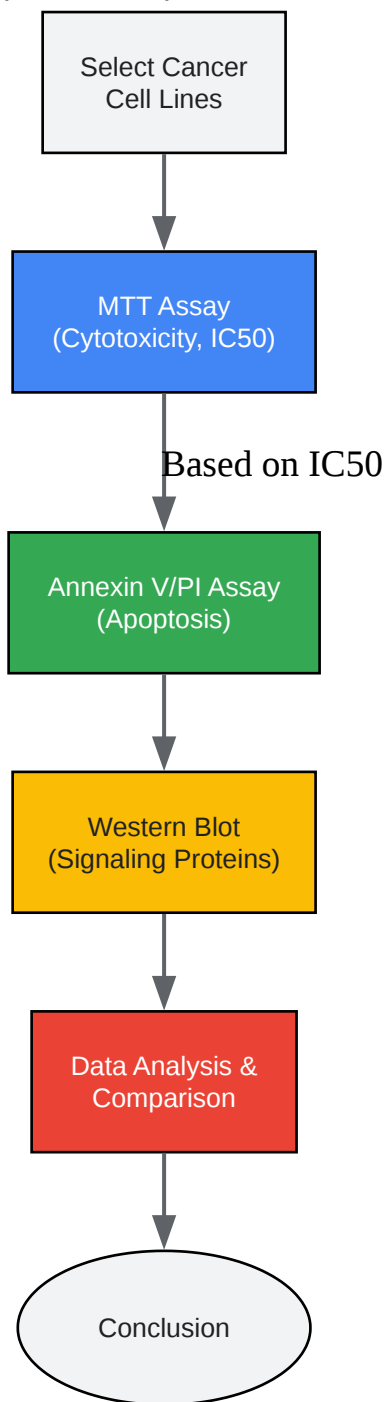 Select Cancer
Cell Lines
MTT Assay
(Cytotoxicity, IC50)
Based on IC50
Annexin V/PI Assay
(Apoptosis)
Western Blot
(Signaling Proteins)
Data Analysis &
Comparison
Conclusion